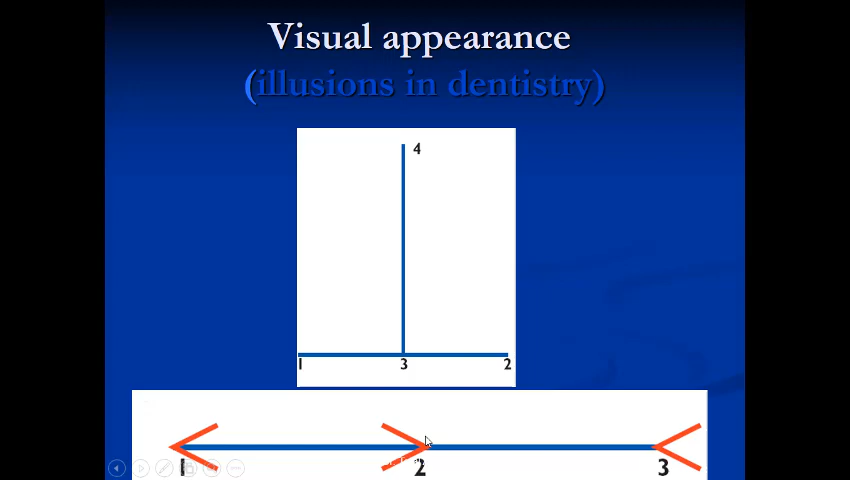 Visual appearance
(illusions in dentistry)
4
1 3 2
1 2 3